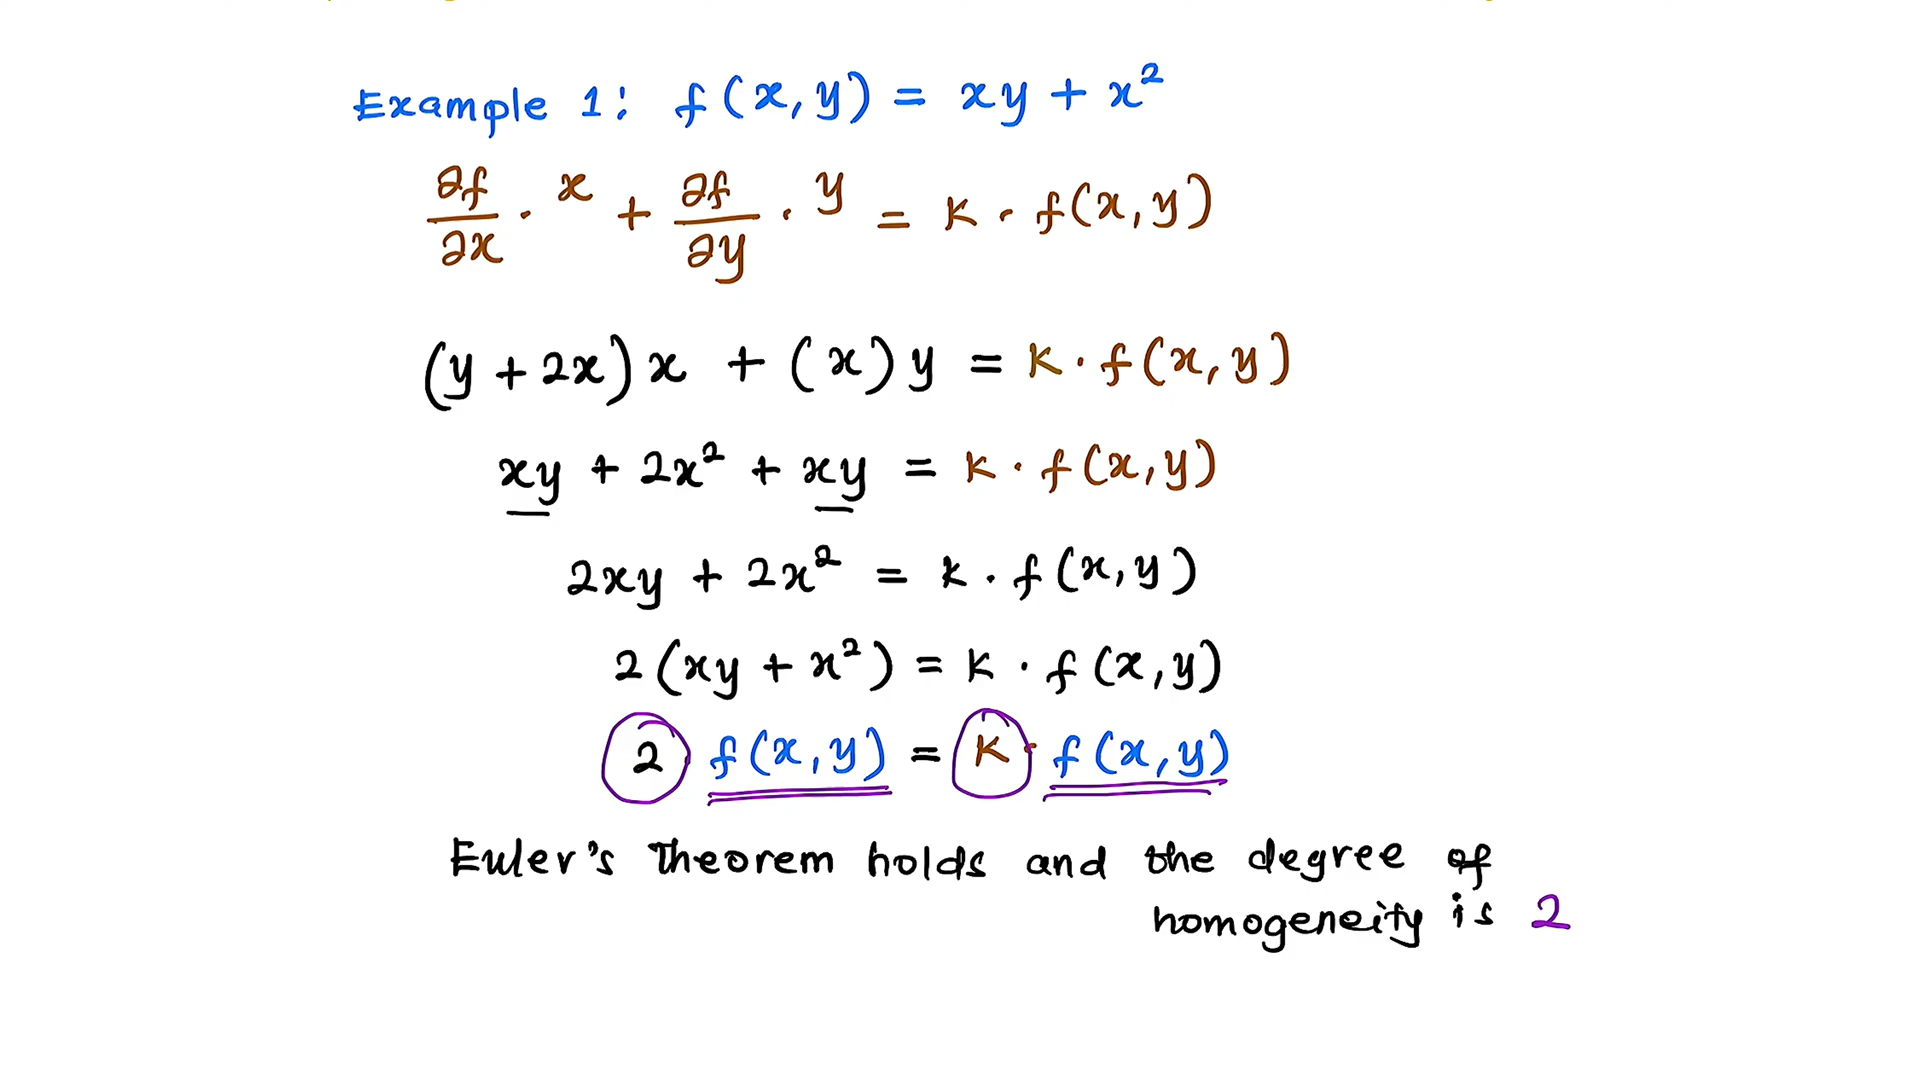 Example 1: f(x,y) = xy + x²
∂f/∂x · x + ∂f/∂y · y = K · f(x,y)
(y + 2x)x + (x)y = K · f(x,y)
xy + 2x² + xy = K · f(x,y)
2xy + 2x² = K · f(x,y)
2(xy + x²) = K · f(x,y)
2 f(x,y) = K · f(x,y)
Euler's Theorem holds and the degree of
homogeneity is 2